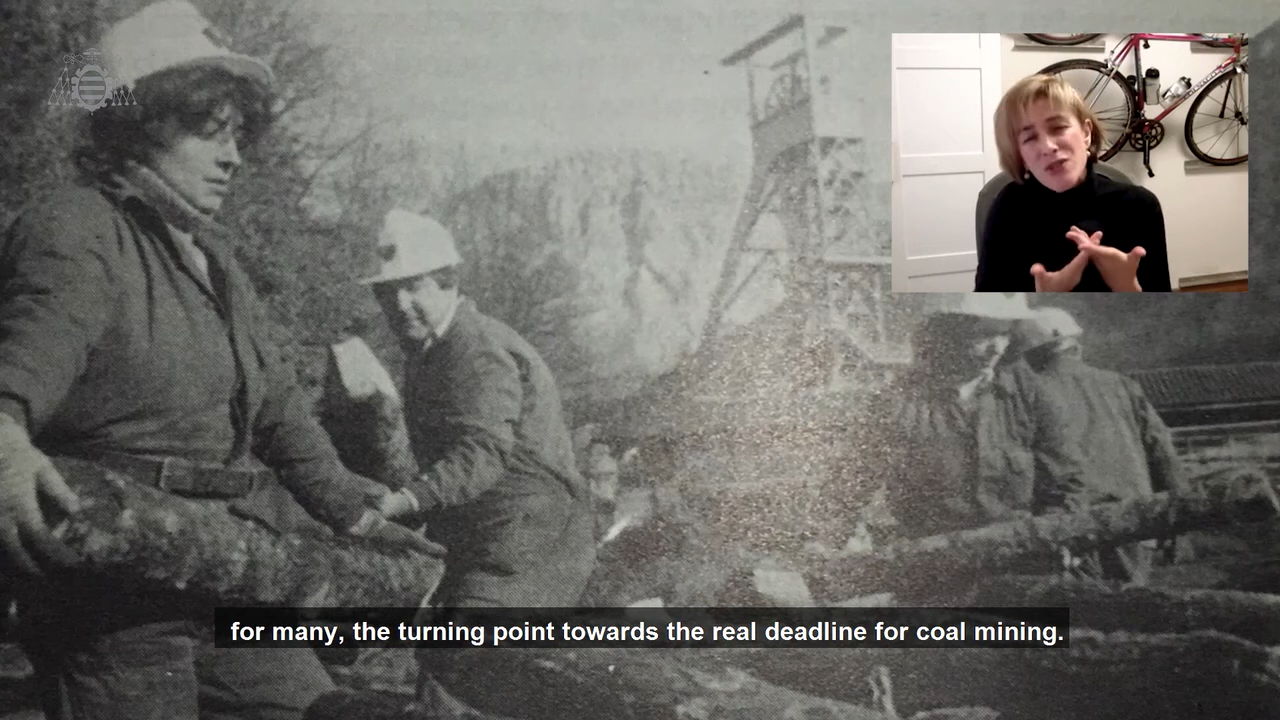 for many, the turning point towards the real deadline for coal mining.